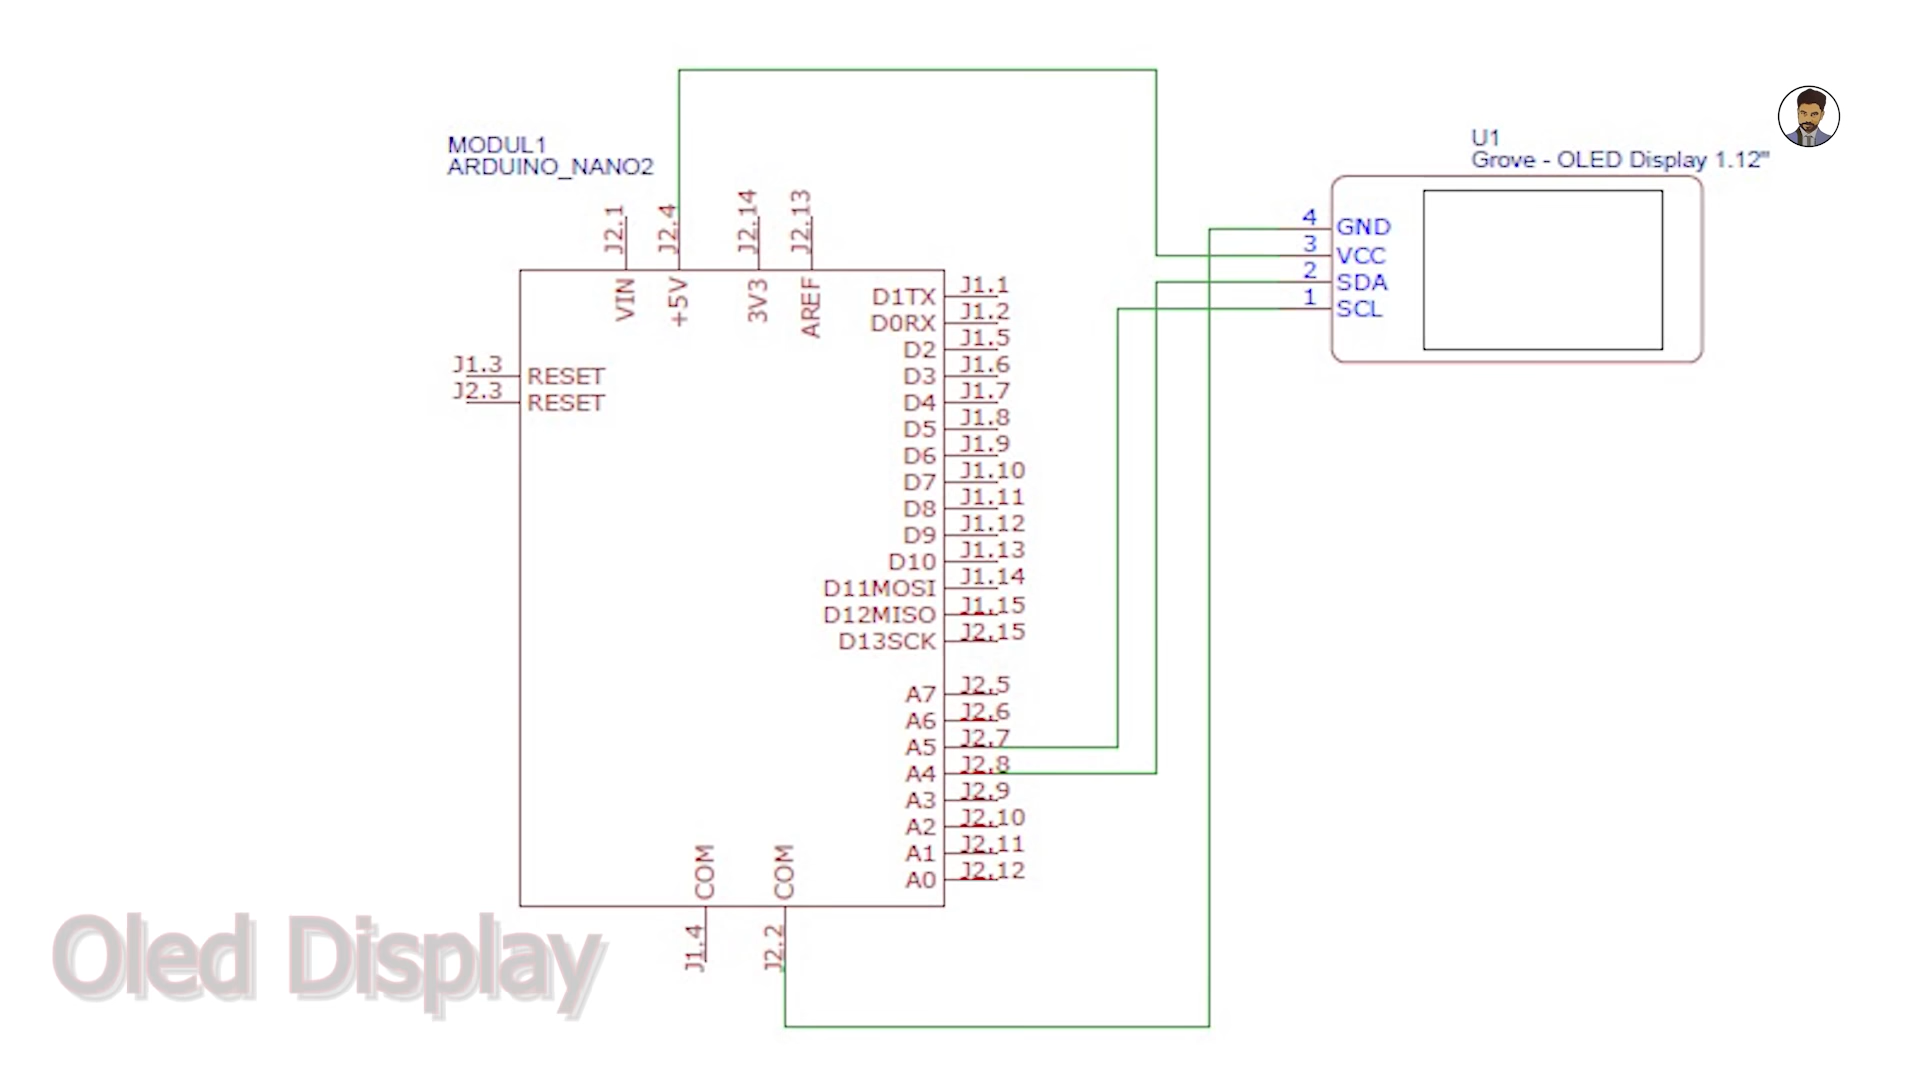 MODUL1
ARDUINO_NANO2
U1
Grove - OLED Display 1.12"
J2.1
J2.4
J2.14
J2.13
VIN
+5V
3V3
AREF
4 GND
3 VCC
2 SDA
1 SCL
J1.3 RESET
J2.3 RESET
D1TX J1.1
D0RX J1.2
D2 J1.5
D3 J1.6
D4 J1.7
D5 J1.8
D6 J1.9
D7 J1.10
D8 J1.11
D9 J1.12
D10 J1.13
D11MOSI J1.14
D12MISO J1.15
D13SCK J2.15
A7 J2.5
A6 J2.6
A5 J2.7
A4 J2.8
A3 J2.9
A2 J2.10
A1 J2.11
A0 J2.12
COM
COM
J1.4
J2.2
Oled Display